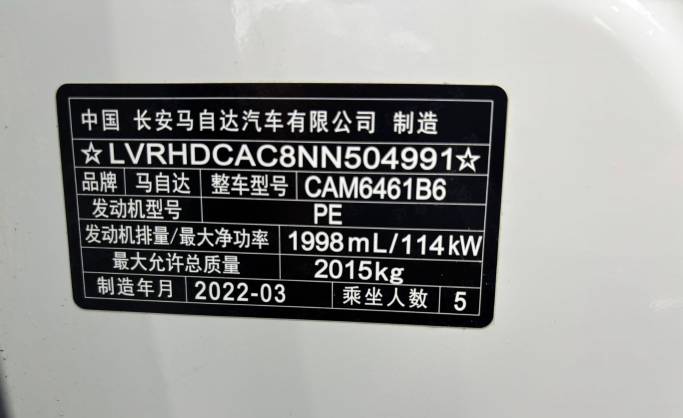 中国 长安马自达汽车有限公司 制造
☆LVRHDCAC8NN504991☆
品牌 马自达 整车型号 CAM6461B6
发动机型号 PE
发动机排量/最大净功率 1998mL/114kW
最大允许总质量 2015kg
制造年月 2022-03 乘坐人数 5